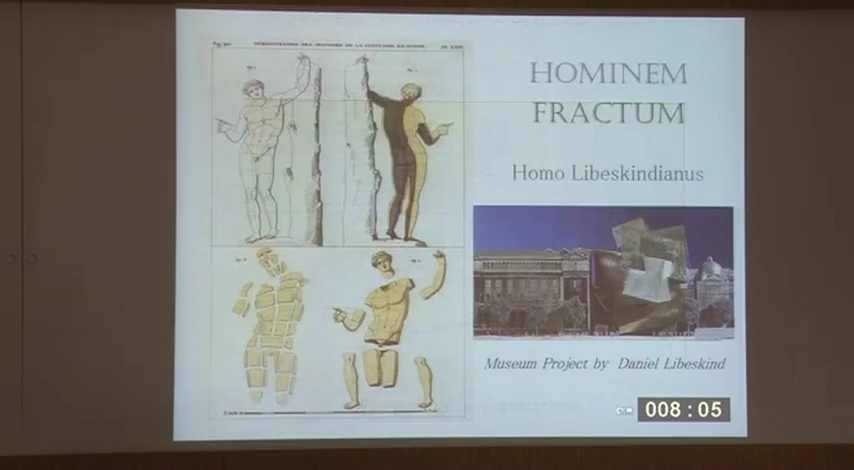 HOMINEM
FRACTUM
Homo Libeskindianus
Museum Project by Daniel Libeskind
008 : 05